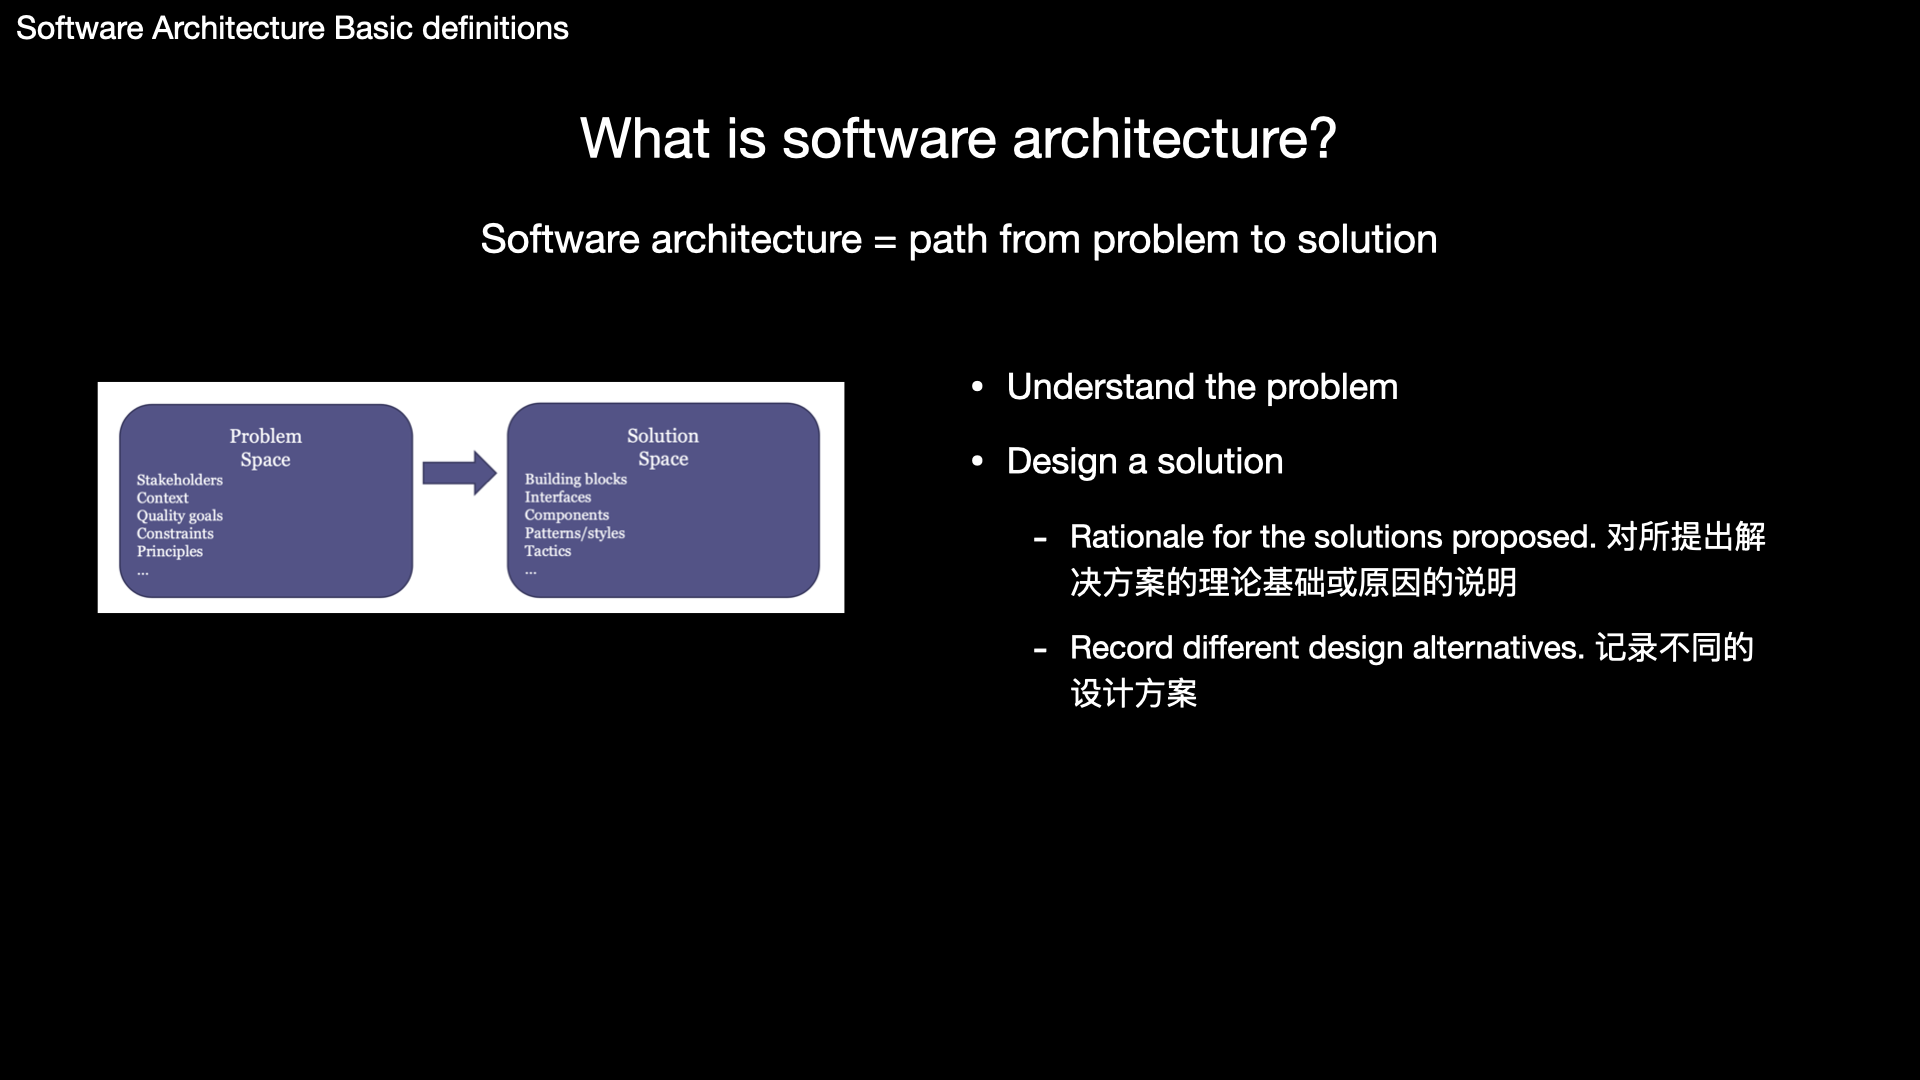 Software Architecture Basic definitions
What is software architecture?
Software architecture = path from problem to solution
Problem
Space
Stakeholders
Context
Quality goals
Constraints
Principles
...
Solution
Space
Building blocks
Interfaces
Components
Patterns/styles
Tactics
...
• Understand the problem
• Design a solution
- Rationale for the solutions proposed. 对所提出解
决方案的理论基础或原因的说明
- Record different design alternatives. 记录不同的
设计方案